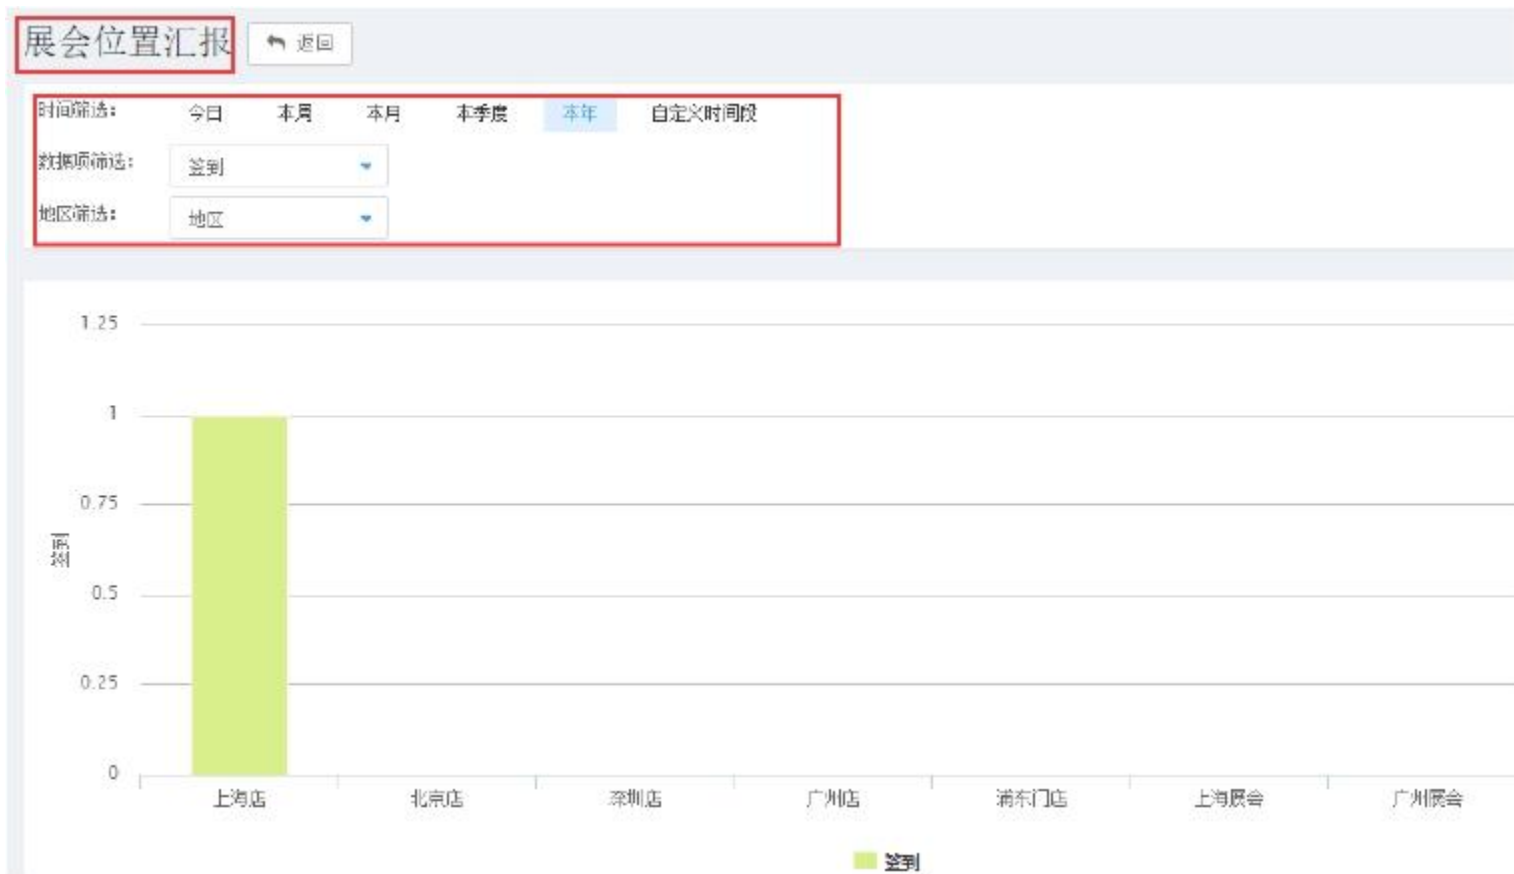 展会位置汇报 返回
时间筛选： 今日 本周 本月 本季度 本年 自定义时间段
数据项筛选： 签到
地区筛选： 地区
1.25
1
0.75
签到
0.5
0.25
0
上海店 北京店 深圳店 广州店 浦东门店 上海展会 广州展会
签到